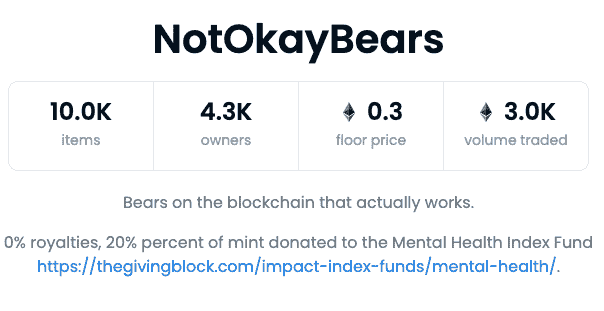 NotOkayBears
10.0K 4.3K 0.3 3.0K
items owners floor price volume traded
Bears on the blockchain that actually works.
0% royalties, 20% percent of mint donated to the Mental Health Index Fund
https://thegivingblock.com/impact-index-funds/mental-health/.